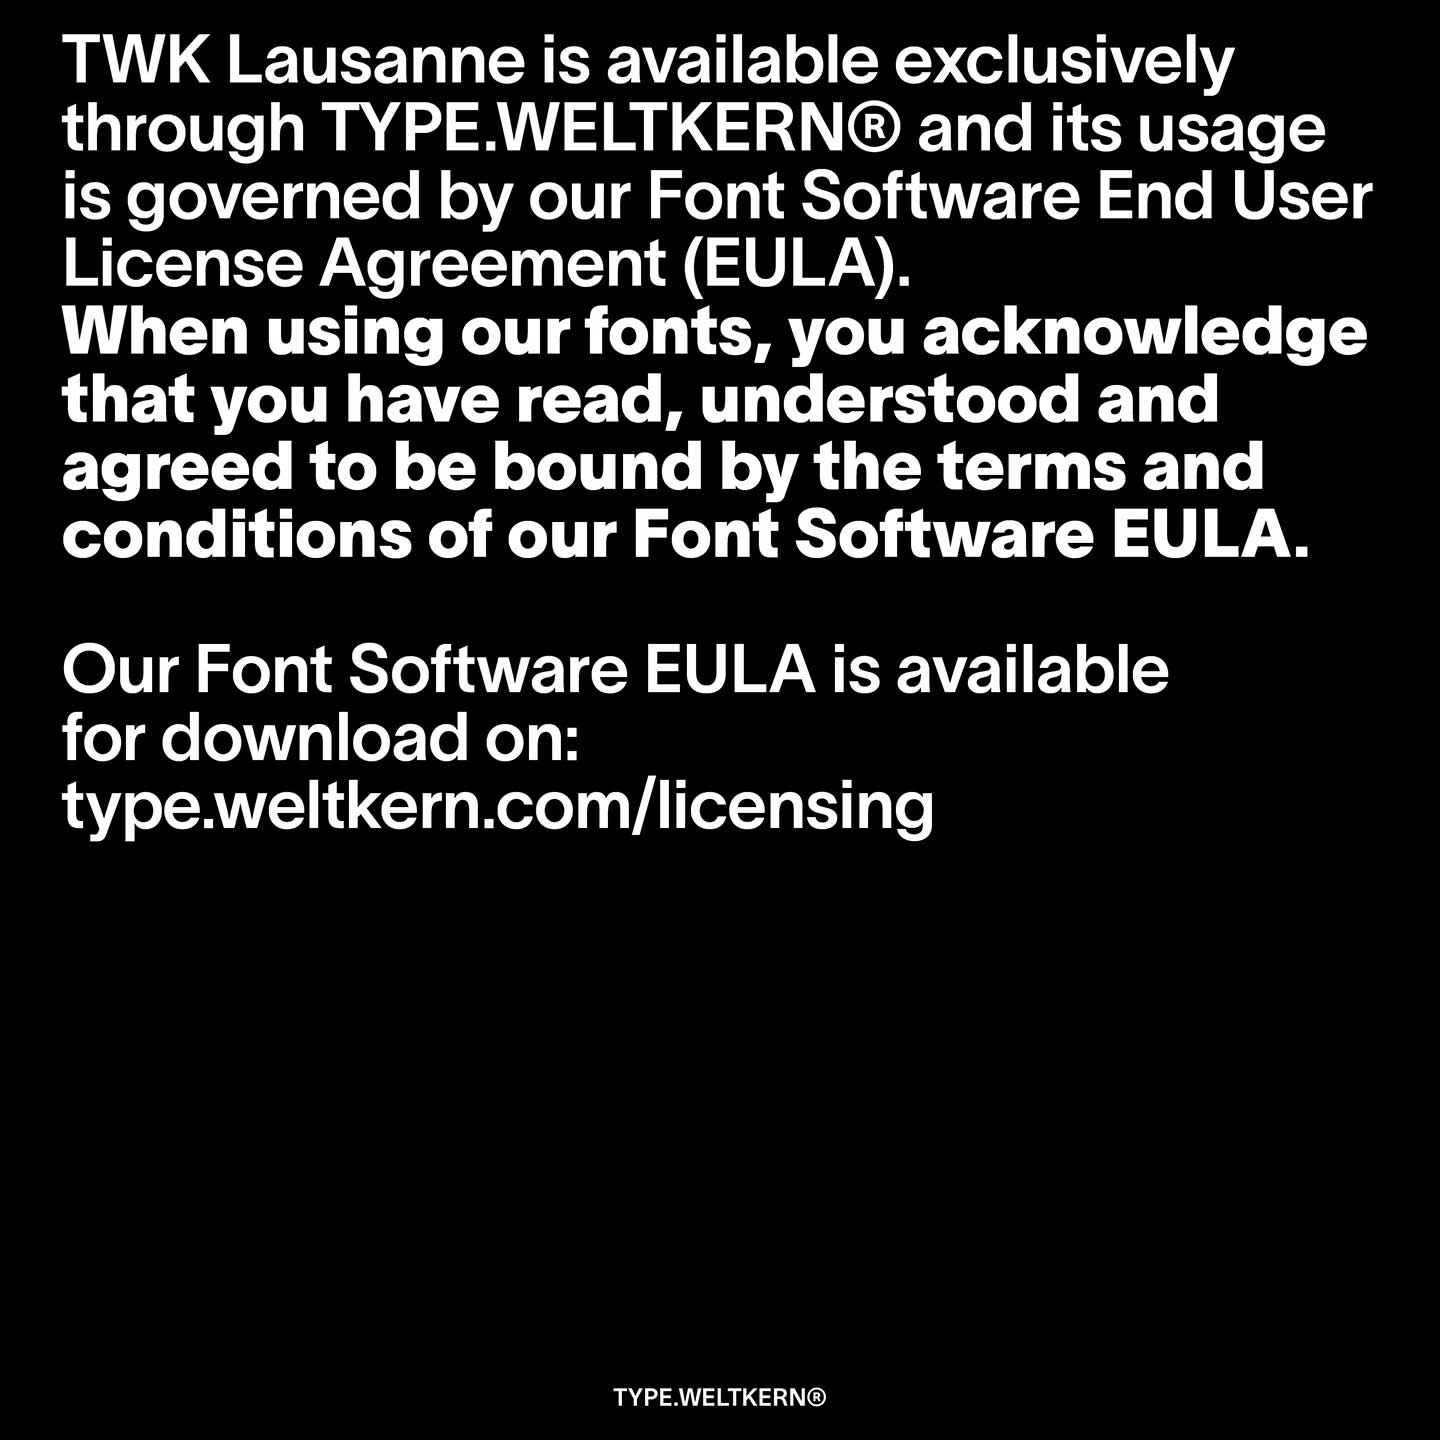 TWK Lausanne is available exclusively
through TYPE.WELTKERN® and its usage
is governed by our Font Software End User
License Agreement (EULA).
When using our fonts, you acknowledge
that you have read, understood and
agreed to be bound by the terms and
conditions of our Font Software EULA.
Our Font Software EULA is available
for download on:
type.weltkern.com/licensing
TYPE.WELTKERN®